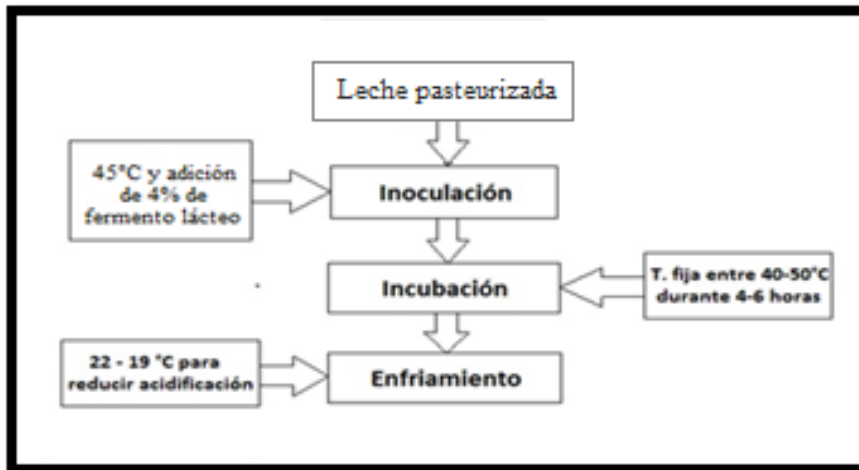 Leche pasteurizada
45°C y adición
de 4% de
fermento lácteo
Inoculación
Incubación
T. fija entre 40-50°C
durante 4-6 horas
22 - 19 °C para
reducir acidificación
Enfriamiento